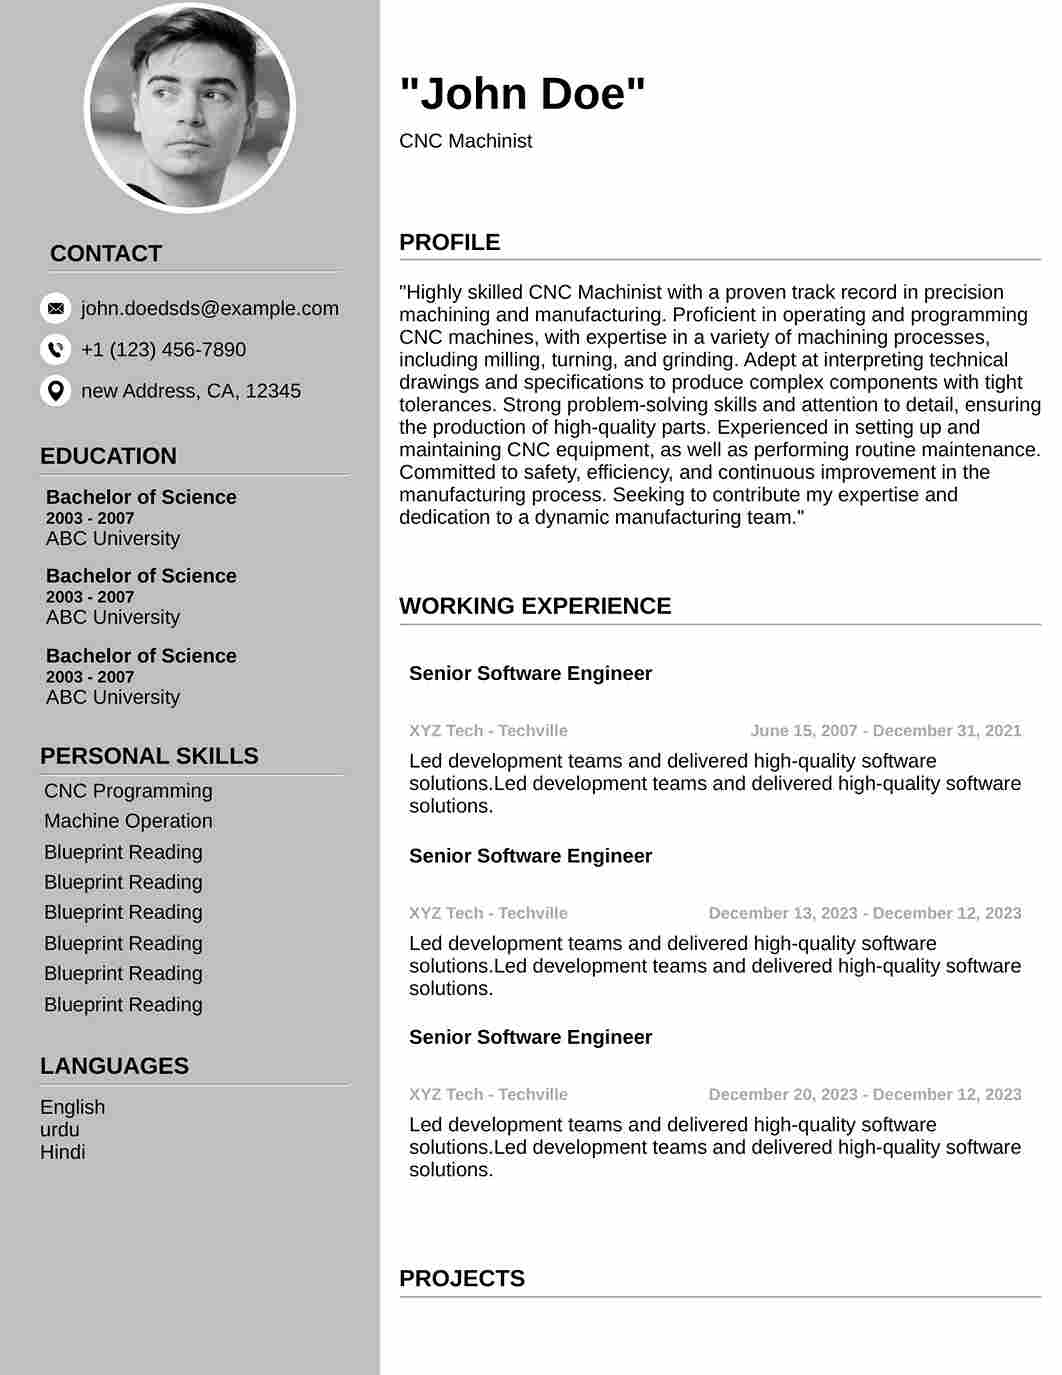 "John Doe"
CNC Machinist
CONTACT
john.doedsds@example.com
+1 (123) 456-7890
new Address, CA, 12345
EDUCATION
Bachelor of Science
2003 - 2007
ABC University
Bachelor of Science
2003 - 2007
ABC University
Bachelor of Science
2003 - 2007
ABC University
PERSONAL SKILLS
CNC Programming
Machine Operation
Blueprint Reading
Blueprint Reading
Blueprint Reading
Blueprint Reading
Blueprint Reading
Blueprint Reading
LANGUAGES
English
urdu
Hindi
PROFILE
"Highly skilled CNC Machinist with a proven track record in precision
machining and manufacturing. Proficient in operating and programming
CNC machines, with expertise in a variety of machining processes,
including milling, turning, and grinding. Adept at interpreting technical
drawings and specifications to produce complex components with tight
tolerances. Strong problem-solving skills and attention to detail, ensuring
the production of high-quality parts. Experienced in setting up and
maintaining CNC equipment, as well as performing routine maintenance.
Committed to safety, efficiency, and continuous improvement in the
manufacturing process. Seeking to contribute my expertise and
dedication to a dynamic manufacturing team."
WORKING EXPERIENCE
Senior Software Engineer
XYZ Tech - Techville June 15, 2007 - December 31, 2021
Led development teams and delivered high-quality software
solutions.Led development teams and delivered high-quality software
solutions.
Senior Software Engineer
XYZ Tech - Techville December 13, 2023 - December 12, 2023
Led development teams and delivered high-quality software
solutions.Led development teams and delivered high-quality software
solutions.
Senior Software Engineer
XYZ Tech - Techville December 20, 2023 - December 12, 2023
Led development teams and delivered high-quality software
solutions.Led development teams and delivered high-quality software
solutions.
PROJECTS